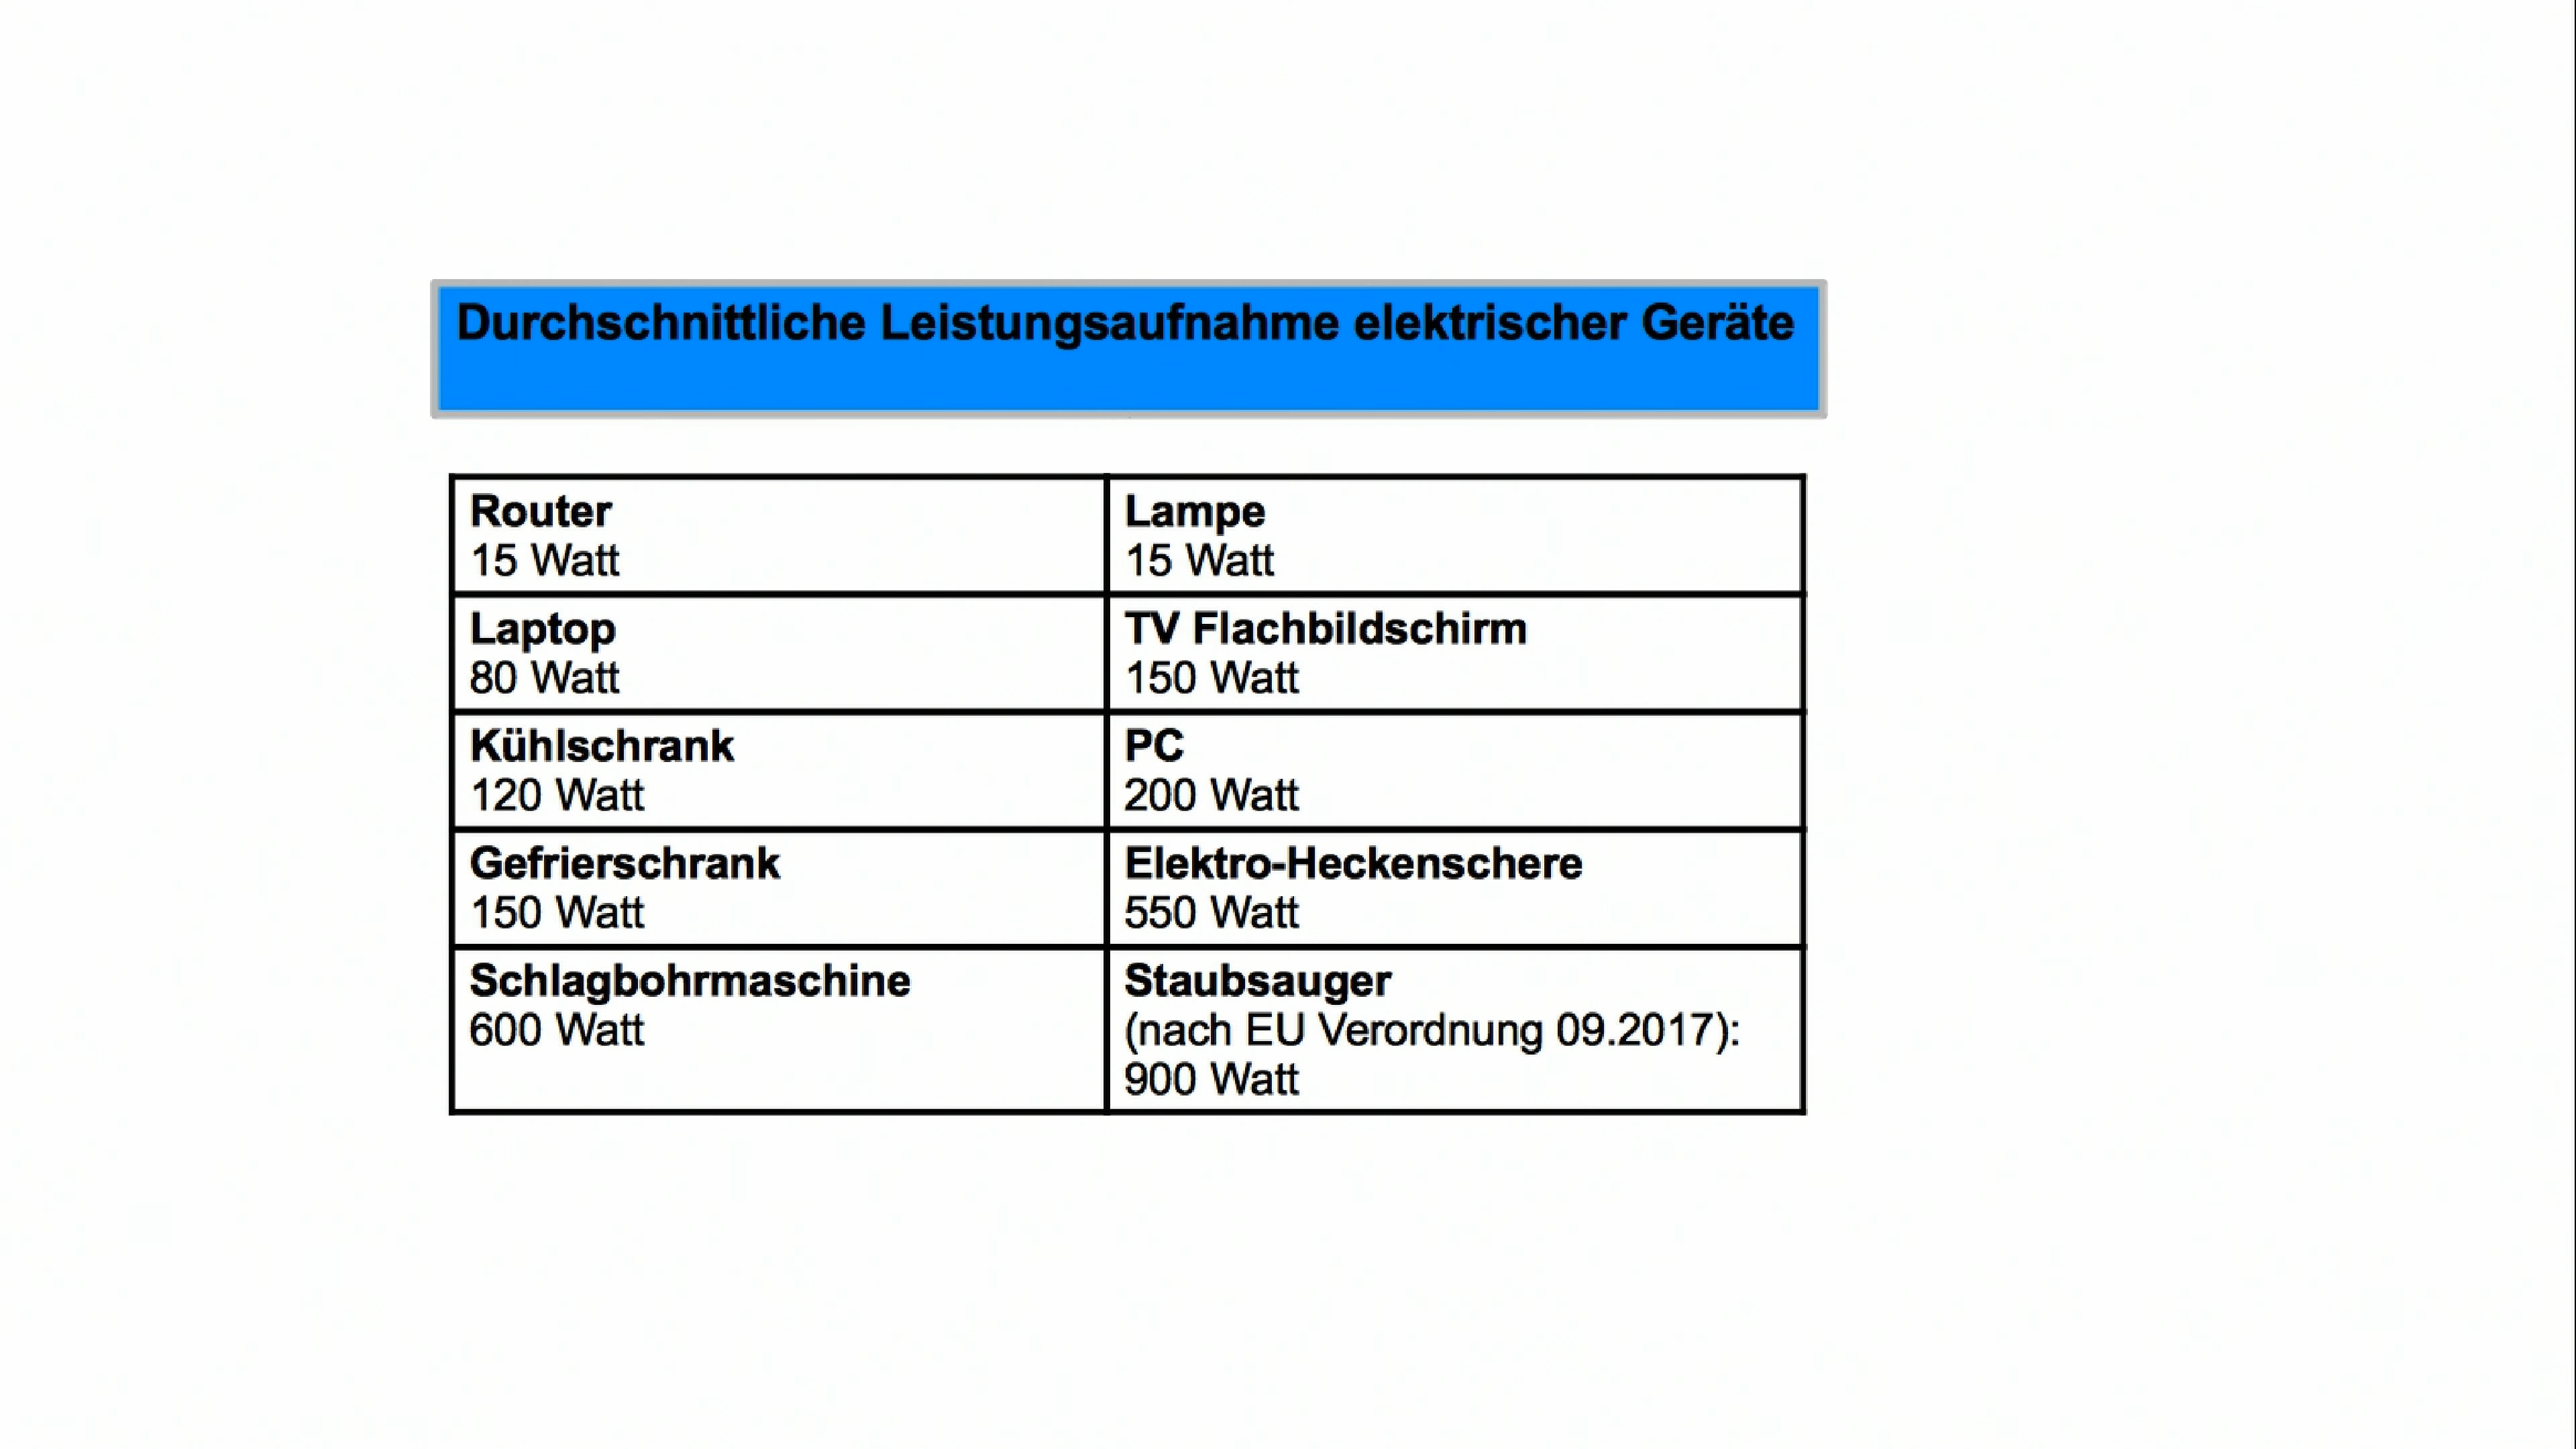 Durchschnittliche Leistungsaufnahme elektrischer Geräte
Router
15 Watt
Lampe
15 Watt
Laptop
80 Watt
TV Flachbildschirm
150 Watt
Kühlschrank
120 Watt
PC
200 Watt
Gefrierschrank
150 Watt
Elektro-Heckenschere
550 Watt
Schlagbohrmaschine
600 Watt
Staubsauger
(nach EU Verordnung 09.2017):
900 Watt